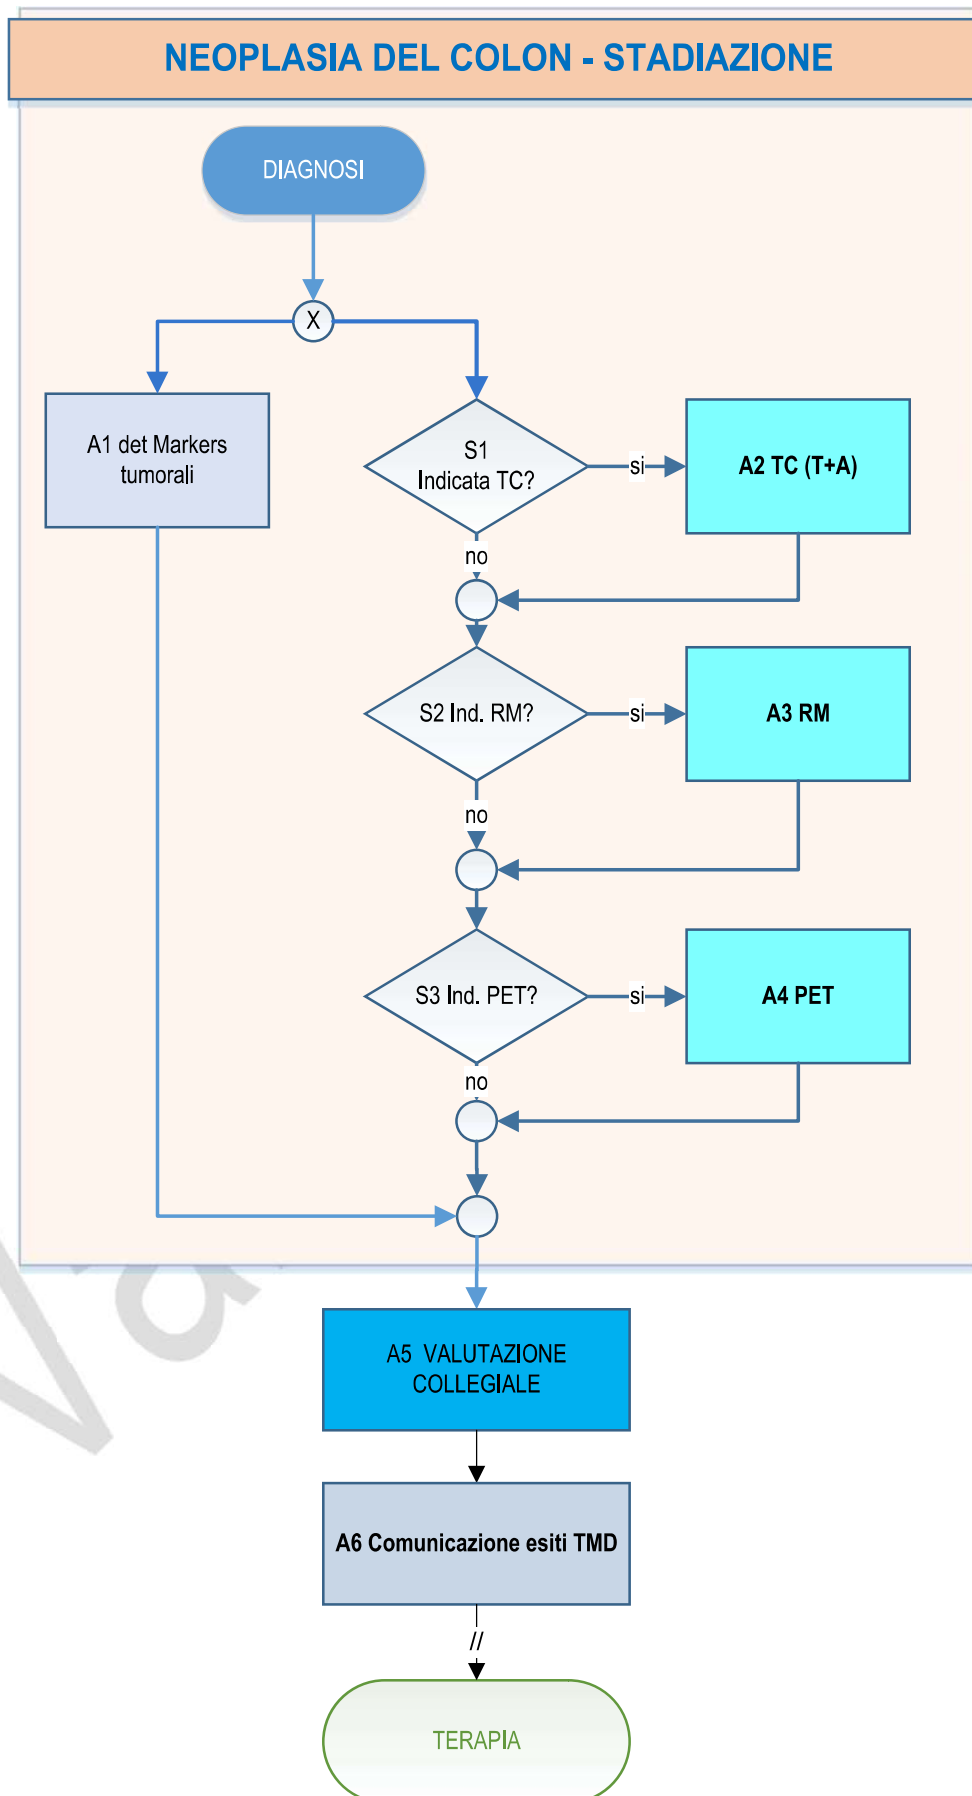 NEOPLASIA DEL COLON - STADIAZIONE
DIAGNOSI
X
A1 det Markers
tumorali
S1
Indicata TC?
si
A2 TC (T+A)
no
S2 Ind. RM?
si
A3 RM
no
S3 Ind. PET?
si
A4 PET
no
A5 VALUTAZIONE
COLLEGIALE
A6 Comunicazione esiti TMD
//
TERAPIA